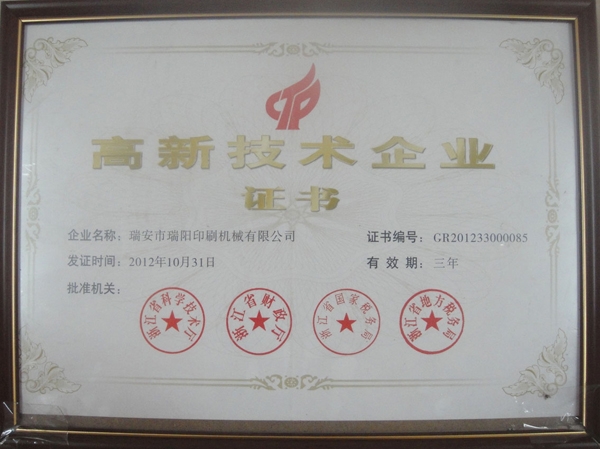 高新技术企业
证书
企业名称：瑞安市瑞阳印刷机械有限公司 证书编号：GR201233000085
发证时间：2012年10月31日 有效期：三年
批准机关：
浙江省科学技术厅 浙江省财政厅 浙江省国家税务局 浙江省地方税务局